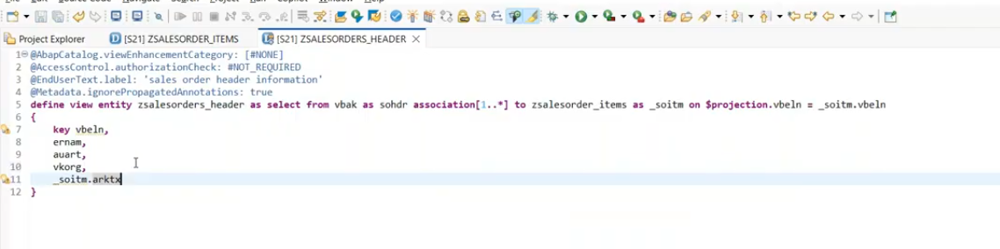 Project Explorer [S21] ZSALESORDER_ITEMS [S21] ZSALESORDERS_HEADER
1 @AbapCatalog.viewEnhancementCategory: [#NONE]
2 @AccessControl.authorizationCheck: #NOT_REQUIRED
3 @EndUserText.label: 'sales order header information'
4 @Metadata.ignorePropagatedAnnotations: true
5 define view entity zsalesorders_header as select from vbak as sohdr association[1..*] to zsalesorder_items as _soitm on $projection.vbeln = _soitm.vbeln
6 {
7 key vbeln,
8 ernam,
9 auart,
10 vkorg,
11 _soitm.arktx
12 }